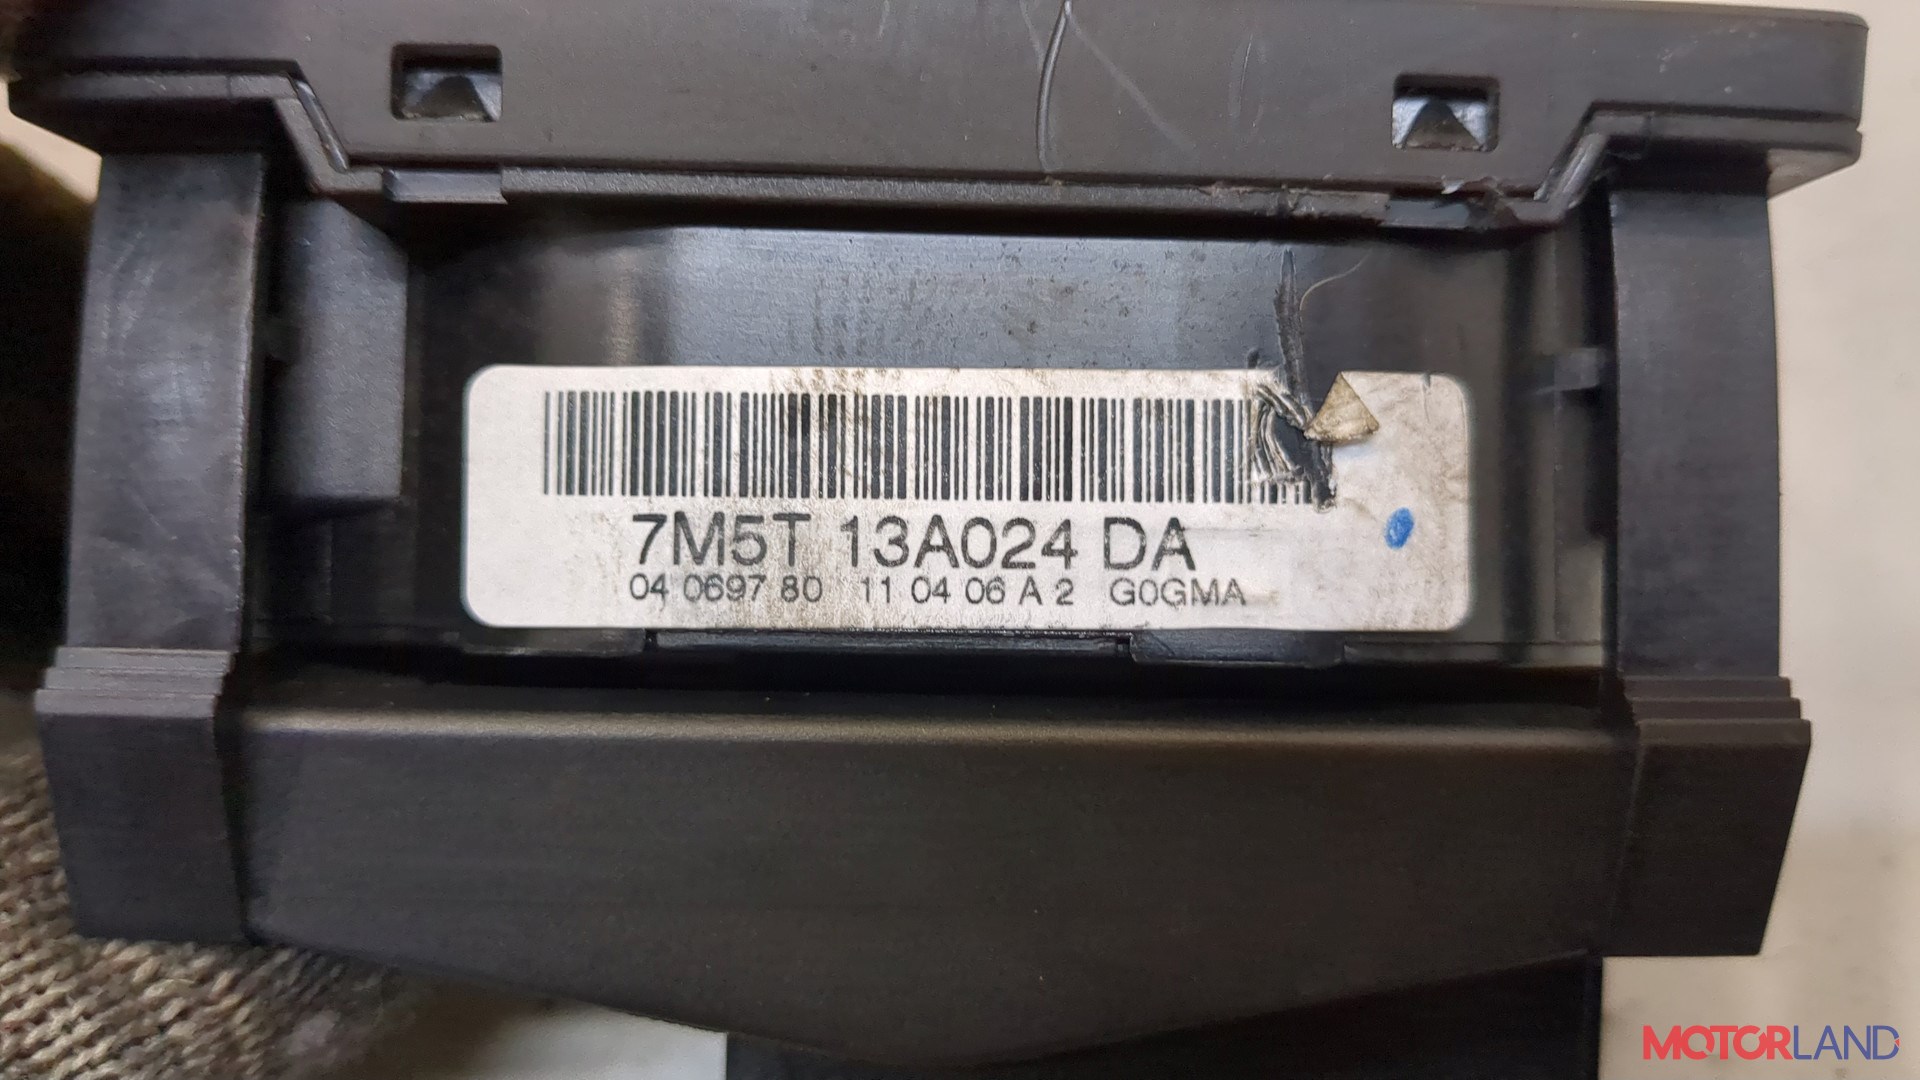 7M5T 13A024 DA
04 0697 80 11 04 06 A 2 G0GMA
MOTORLAND